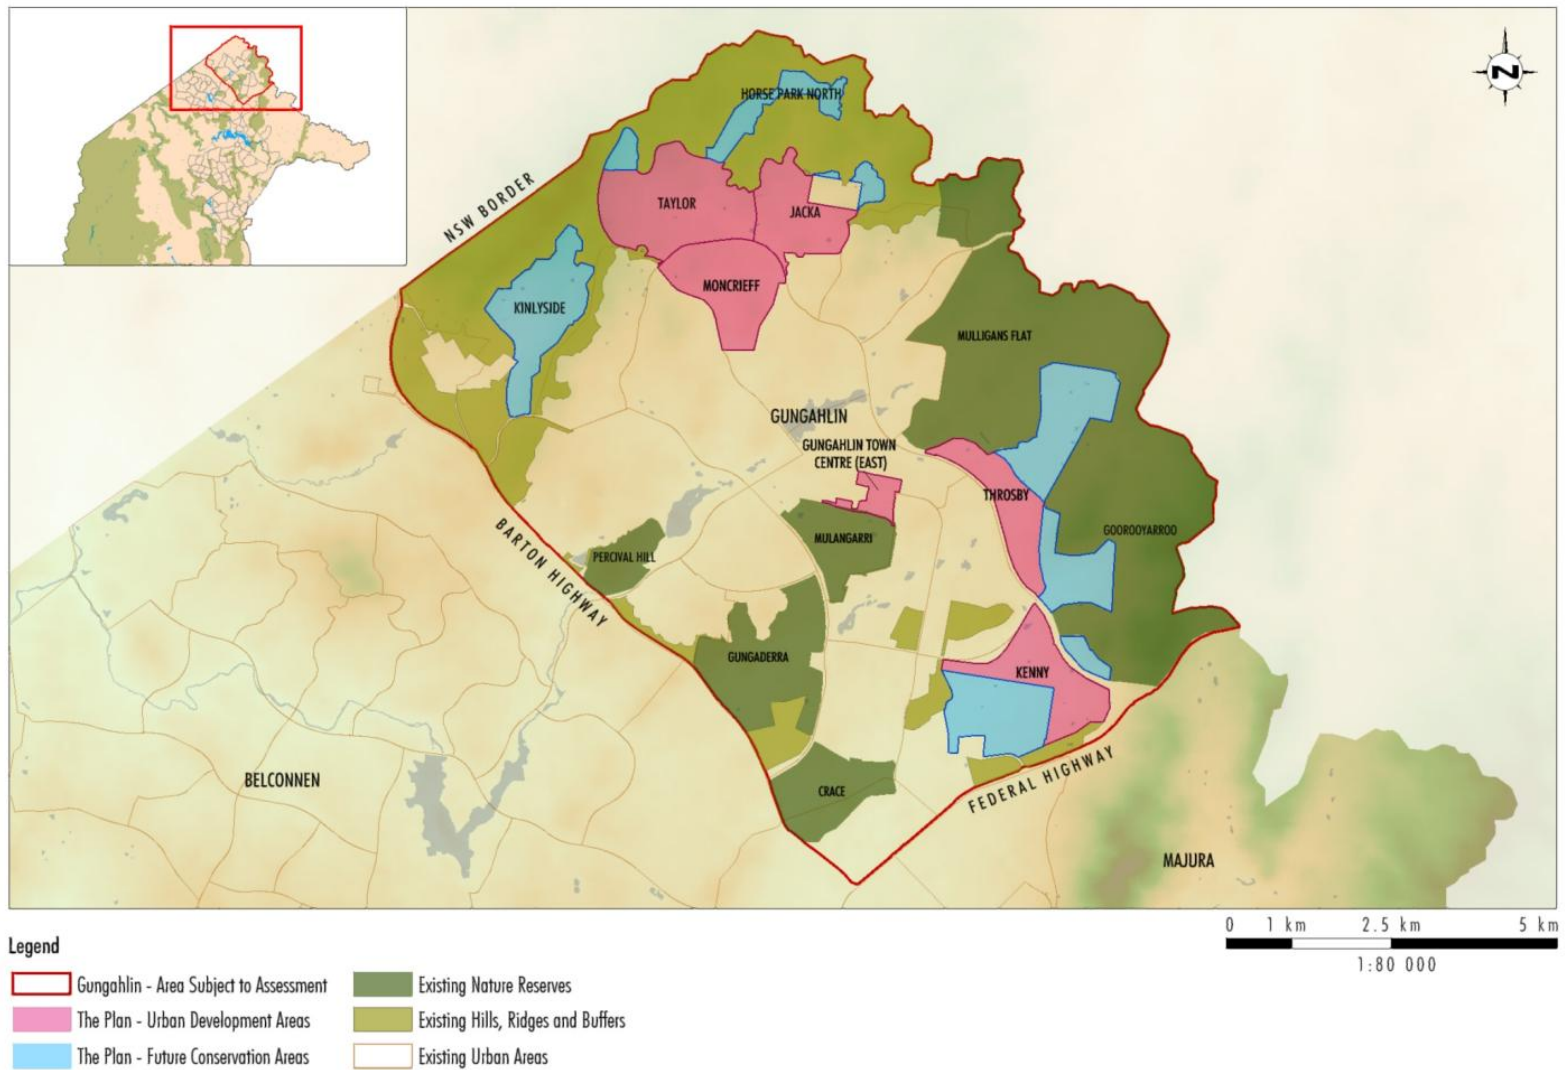 N
HORSE PARK NORTH
NSW BORDER
TAYLOR
JACKA
MONCRIEFF
KINLYSIDE
MULLIGANS FLAT
GUNGAHLIN
GUNGAHLIN TOWN
CENTRE (EAST)
THROSBY
GOOROOYARROO
MULANGARRI
BARTON HIGHWAY
PERCIVAL HILL
GUNGADERRA
KENNY
BELCONNEN
CRACE
FEDERAL HIGHWAY
MAJURA
0 1 km 2.5 km 5 km
1:80 000
Legend
Gungahlin - Area Subject to Assessment
The Plan - Urban Development Areas
The Plan - Future Conservation Areas
Existing Nature Reserves
Existing Hills, Ridges and Buffers
Existing Urban Areas